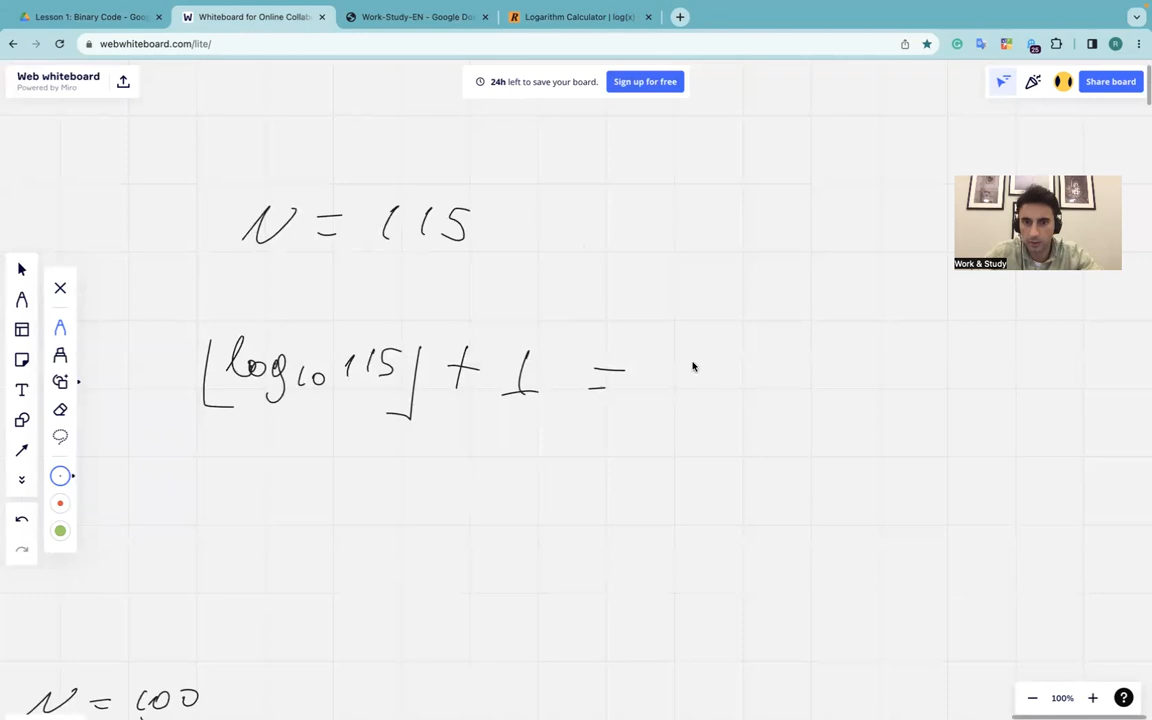 Lesson 1: Binary Code - Goog
Whiteboard for Online Collab
Work-Study-EN - Google Do
Logarithm Calculator | log(x)
webwhiteboard.com/lite/
25
R
Web whiteboard
Powered by Miro
24h left to save your board.
Sign up for free
Share board
N = 115
Work & Study
⌊log₁₀ 115⌋ + 1 =
T
N = 100
100%
?